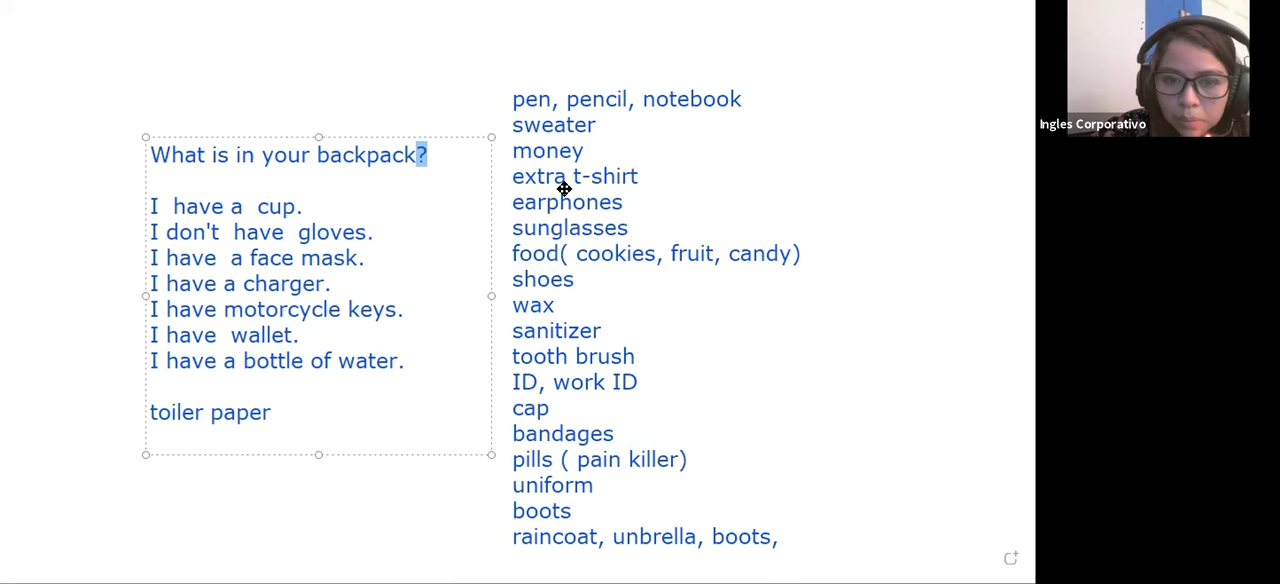 What is in your backpack?
I  have a  cup.
I don't  have  gloves.
I have  a face mask.
I have a charger.
I have motorcycle keys.
I have  wallet.
I have a bottle of water.
toiler paper
pen, pencil, notebook
sweater
money
extra t-shirt
earphones
sunglasses
food( cookies, fruit, candy)
shoes
wax
sanitizer
tooth brush
ID, work ID
cap
bandages
pills ( pain killer)
uniform
boots
raincoat, unbrella, boots,
Ingles Corporativo